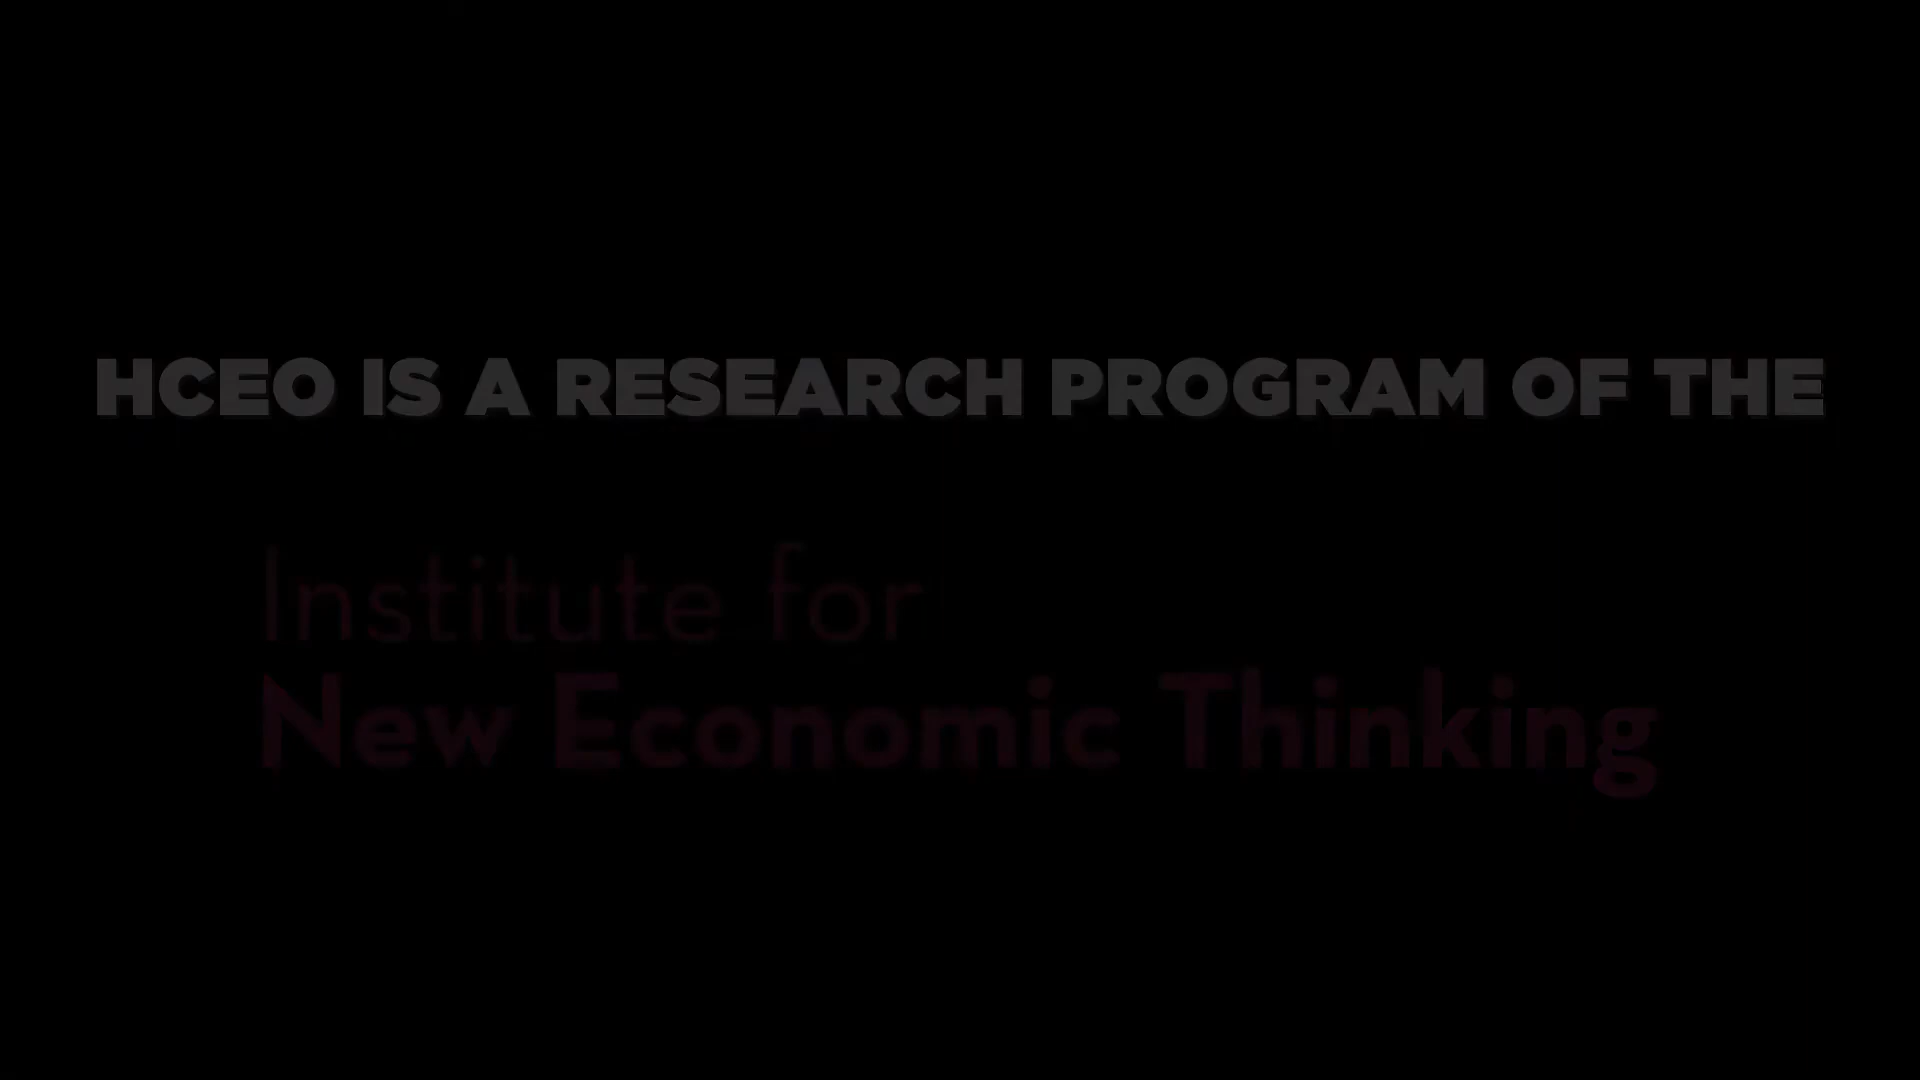 HCEO IS A RESEARCH PROGRAM OF THE
Institute for
New Economic Thinking